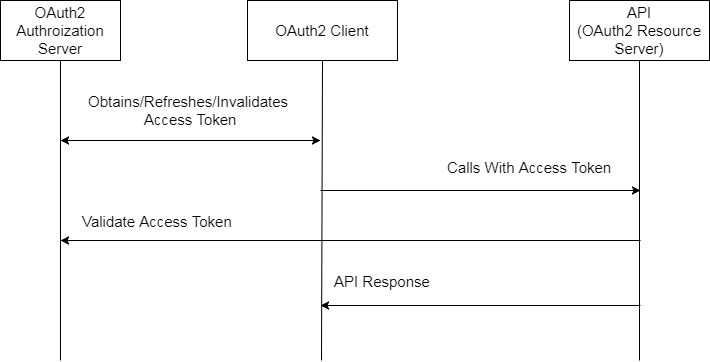 OAuth2
Authroization
Server
OAuth2 Client
API
(OAuth2 Resource
Server)
Obtains/Refreshes/Invalidates
Access Token
Calls With Access Token
Validate Access Token
API Response